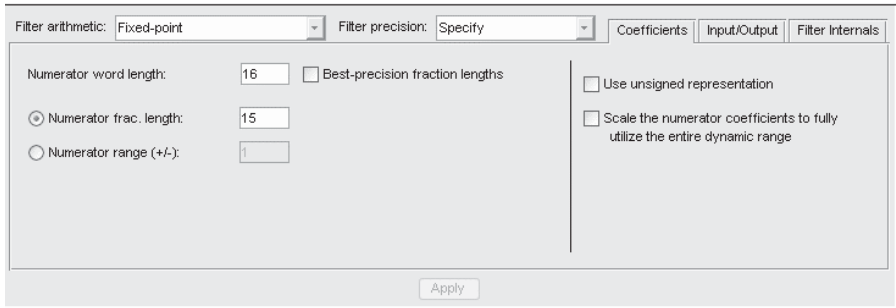 Filter arithmetic: Fixed-point Filter precision: Specify Coefficients Input/Output Filter Internals
Numerator word length: 16 Best-precision fraction lengths
Use unsigned representation
Numerator frac. length: 15
Scale the numerator coefficients to fully
utilize the entire dynamic range
Numerator range (+/-): 1
Apply